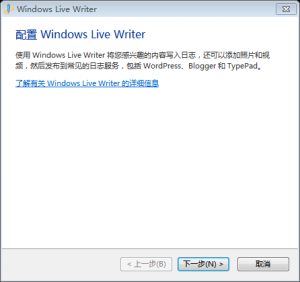 Windows Live Writer
配置 Windows Live Writer
使用 Windows Live Writer 将您感兴趣的内容写入日志，还可以添加照片和视
频，然后发布到常见的日志服务，包括 WordPress、Blogger 和 TypePad。
了解有关 Windows Live Writer 的详细信息
< 上一步(B)
下一步(N) >
取消